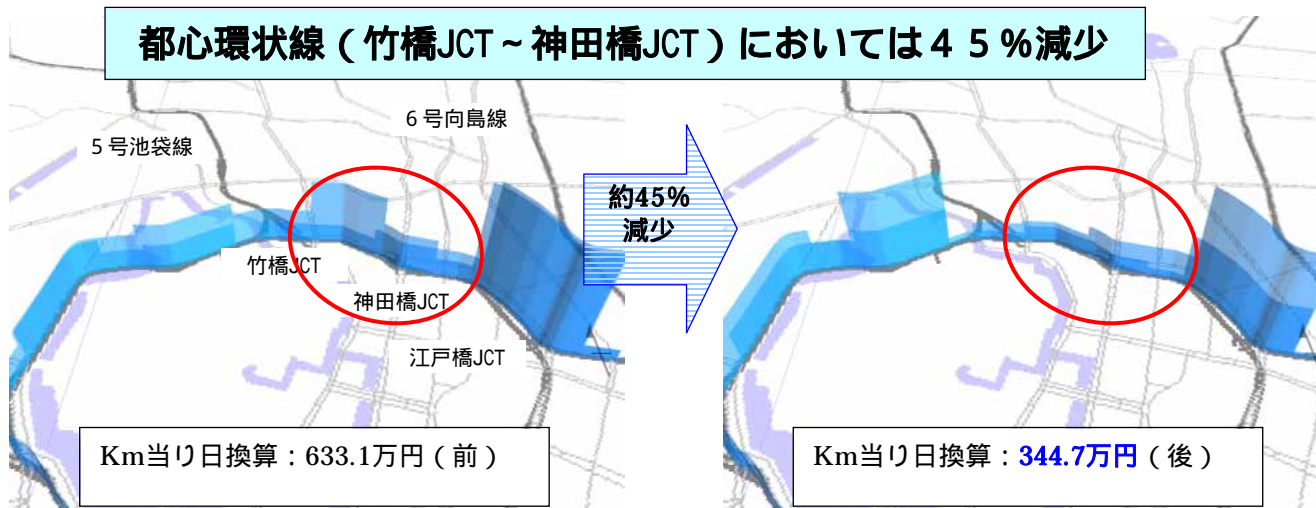 都心環状線（竹橋JCT～神田橋JCT）においては４５％減少
６号向島線
５号池袋線
約45%
減少
竹橋JCT
神田橋JCT
江戸橋JCT
Km当り日換算：633.1万円（前）
Km当り日換算：344.7万円（後）